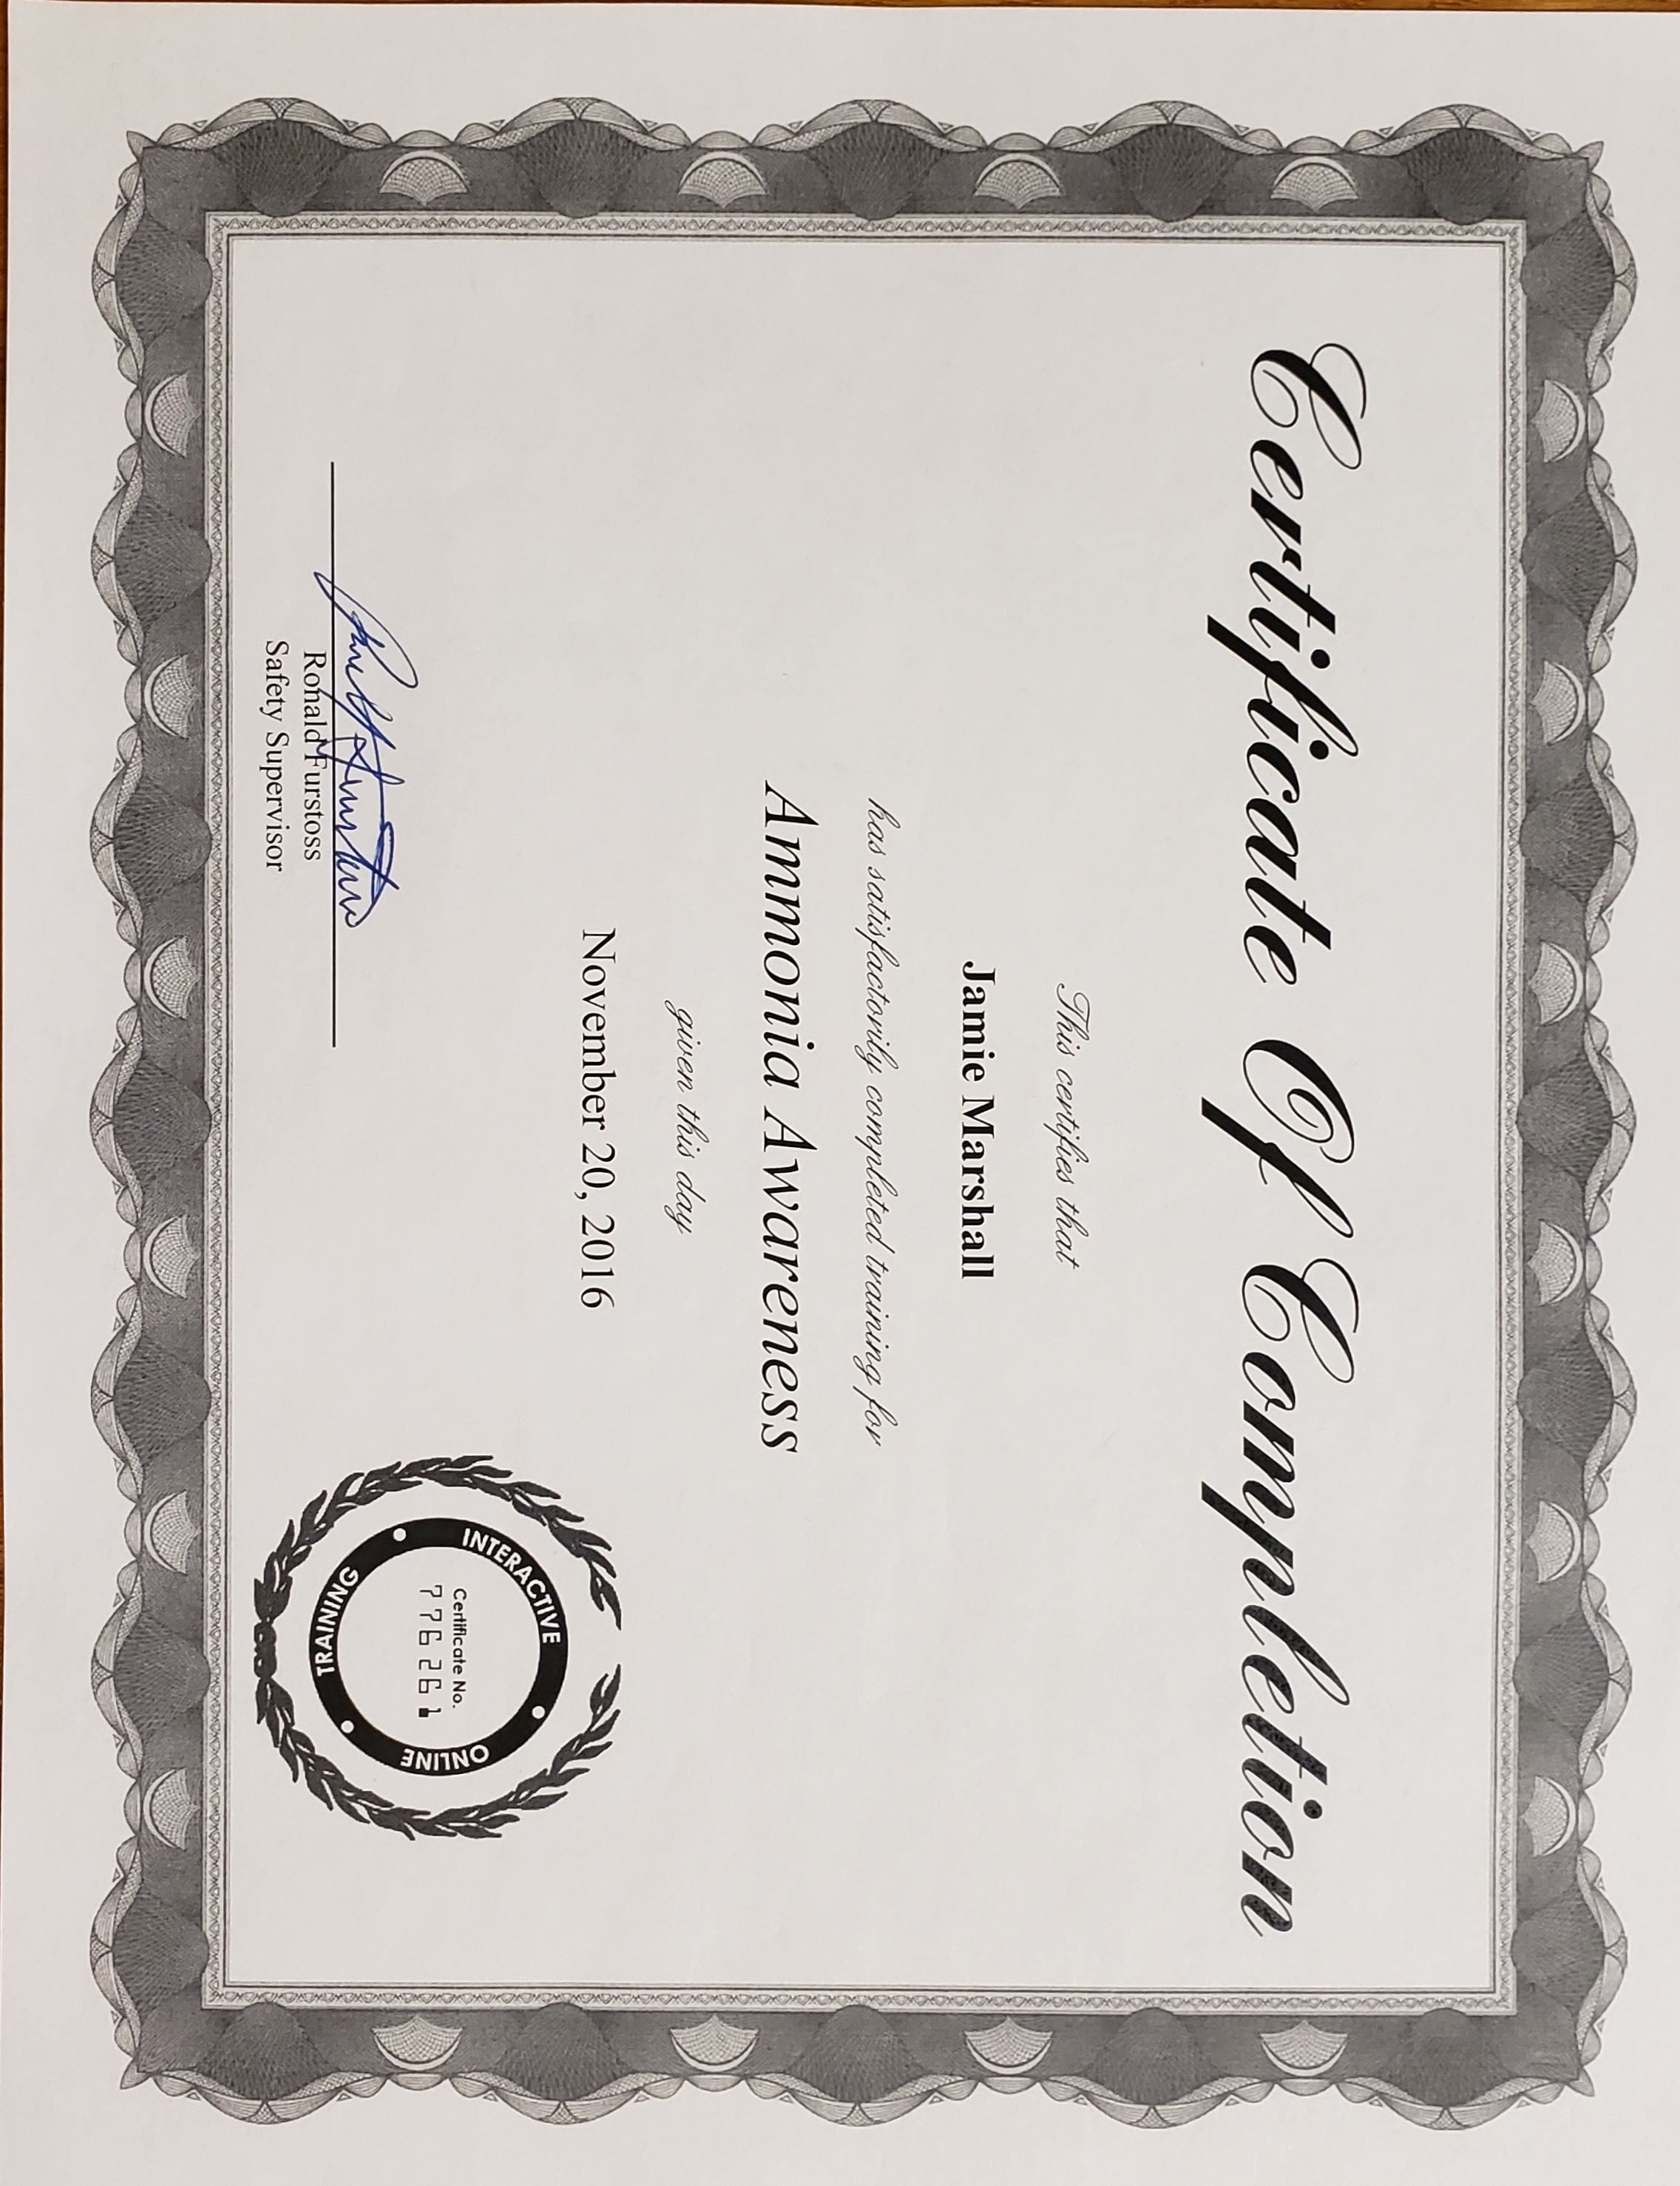 Certificate Of Completion
This certifies that
Jamie Marshall
has satisfactorily completed training for
Ammonia Awareness
given this day
November 20, 2016
INTERACTIVE
ONLINE
TRAINING
Certificate No.
776261
Ronald Furstoss
Safety Supervisor